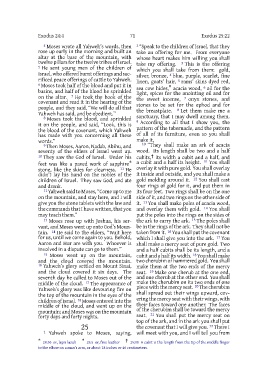 Exodus 24:4
70
Exodus 25:22
4 Moses wrote all Yahweh's words, then
rose up early in the morning and built an
altar at the base of the mountain, with
twelve pillars for the twelve tribes of Israel.
5 He sent young men of the children of
Israel, who offered burnt offerings and sac-
rificed peace offerings of cattle to Yahweh.
6 Moses took half of the blood and put it in
basins, and half of the blood he sprinkled
on the altar. 7 He took the book of the
covenant and read it in the hearing of the
people, and they said, "We will do all that
Yahweh has said, and be obedient."
8 Moses took the blood, and sprinkled
it on the people, and said, "Look, this is
the blood of the covenant, which Yahweh
has made with you concerning all these
words."
9 Then Moses, Aaron, Nadab, Abihu, and
seventy of the elders of Israel went up.
10 They saw the God of Israel. Under his
feet was like a paved work of sapphire
stone, like the skies for clearness. 11 He
didn't lay his hand on the nobles of the
children of Israel. They saw God, and ate
and drank.
12 Yahweh said to Moses, "Come up to me
on the mountain, and stay here, and I will
give you the stone tablets with the law and
the commands that I have written, that you
may teach them."
13 Moses rose up with Joshua, his ser-
vant, and Moses went up onto God's Moun-
tain. 14 He said to the elders, "Wait here
for us, until we come again to you. Behold,
Aaron and Hur are with you. Whoever is
involved in a dispute can go to them."
15 Moses went up on the mountain,
and the cloud covered the mountain.
16 Yahweh's glory settled on Mount Sinai,
and the cloud covered it six days. The
seventh day he called to Moses out of the
middle of the cloud. 17 The appearance of
Yahweh's glory was like devouring fire on
the top of the mountain in the eyes of the
children of Israel. 18 Moses entered into the
middle of the cloud, and went up on the
mountain; and Moses was on the mountain
forty days and forty nights.
25
1 Yahweh spoke to Moses, saying,
2 "Speak to the children of Israel, that they
take an offering for me. From everyone
whose heart makes him willing you shall
take my offering. 3 This is the offering
which you shall take from them: gold,
silver, bronze, 4 blue, purple, scarlet, fine
linen, goats' hair, 5 rams' skins dyed red,
sea cow hides, acacia wood, 6 oil for the
light, spices for the anointing oil and for
the sweet incense, 7 onyx stones, and
stones to be set for the ephod and for
the breastplate. 8 Let them make me a
sanctuary, that I may dwell among them.
9 According to all that I show you, the
pattern of the tabernacle, and the pattern
of all of its furniture, even so you shall
make it.
10 "They shall make an ark of acacia
wood. Its length shall be two and a half
cubits, its width a cubit and a half, and
a cubit and a half its height. 11 You shall
overlay it with pure gold. You shall overlay
it inside and outside, and you shall make a
gold molding around it. 12 You shall cast
four rings of gold for it, and put them in
its four feet. Two rings shall be on the one
side of it, and two rings on the other side of
it. 13 You shall make poles of acacia wood,
and overlay them with gold. 14 You shall
put the poles into the rings on the sides of
the ark to carry the ark. 15 The poles shall
be in the rings of the ark. They shall not be
taken from it. 16 You shall put the covenant
which I shall give you into the ark. 17 You
shall make a mercy seat of pure gold. Two
and a half cubits shall be its length, and a
cubit and a half its width. 18 You shall make
two cherubim of hammered gold. You shall
make them at the two ends of the mercy
seat. 19 Make one cherub at the one end,
and one cherub at the other end. You shall
make the cherubim on its two ends of one
piece with the mercy seat. 20 The cherubim
shall spread out their wings upward, cov-
ering the mercy seat with their wings, with
their faces toward one another. The faces
of the cherubim shall be toward the mercy
seat. 21 You shall put the mercy seat on
top of the ark, and in the ark you shall put
the covenant that I will give you. 22 There I
will meet with you, and I will tell you from